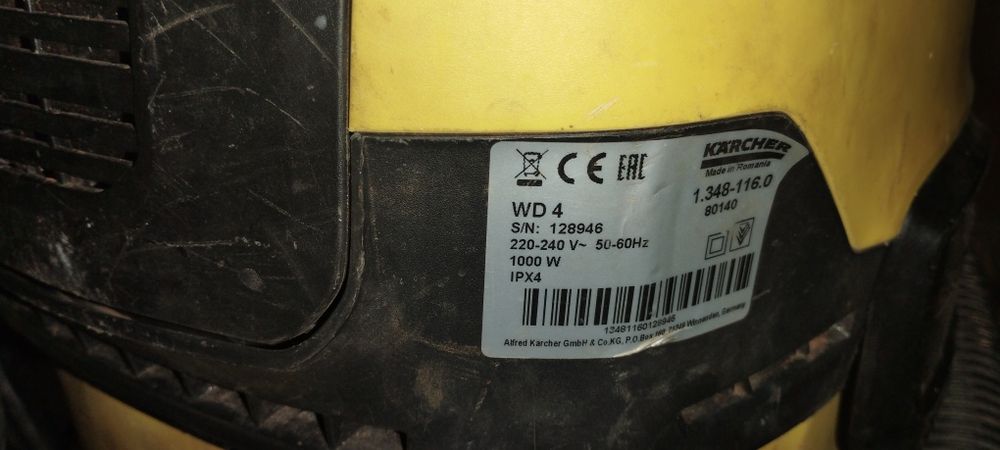 CE EAC
KÄRCHER
Made in Romania
1.348-116.0
80140
WD 4
S/N: 128946
220-240 V~ 50-60Hz
1000 W
IPX4
13481160128946
Alfred Kärcher GmbH & Co.KG, P.O.Box 160, 71349 Winnenden, Germany